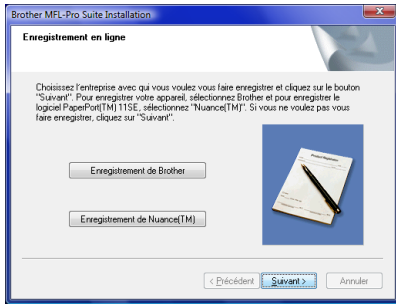 Brother MFL-Pro Suite Installation
Enregistrement en ligne
Choisissez l'entreprise avec qui vous voulez vous faire enregistrer et cliquez sur le bouton
"Suivant". Pour enregistrer votre appareil, sélectionnez Brother et pour enregistrer le
logiciel PaperPort(TM) 11SE, sélectionnez "Nuance(TM)". Si vous ne voulez pas vous
faire enregistrer, cliquez sur "Suivant".
Product Registration
Enregistrement de Brother
Enregistrement de Nuance(TM)
< Précédent Suivant > Annuler